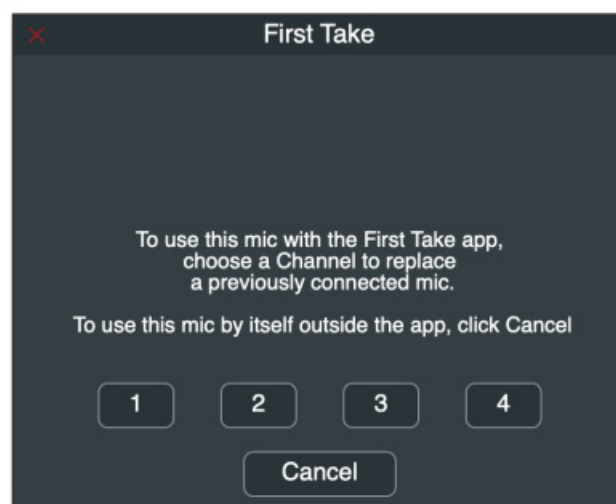 First Take
To use this mic with the First Take app,
choose a Channel to replace
a previously connected mic.
To use this mic by itself outside the app, click Cancel
1 2 3 4
Cancel